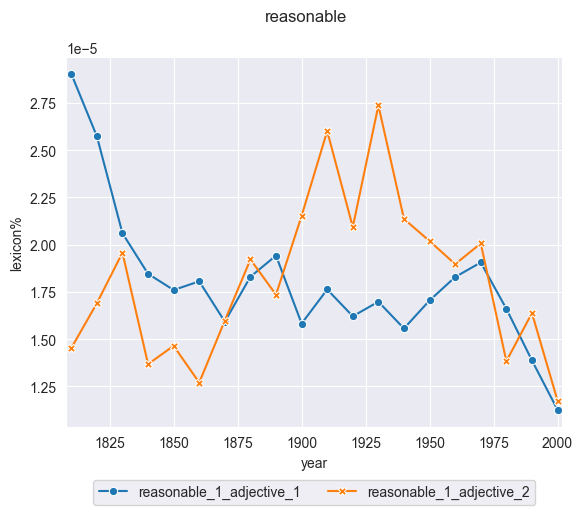 reasonable
1e−5
2.75
2.50
2.25
2.00
1.75
1.50
1.25
lexicon%
1825 1850 1875 1900 1925 1950 1975 2000
year
reasonable_1_adjective_1 reasonable_1_adjective_2